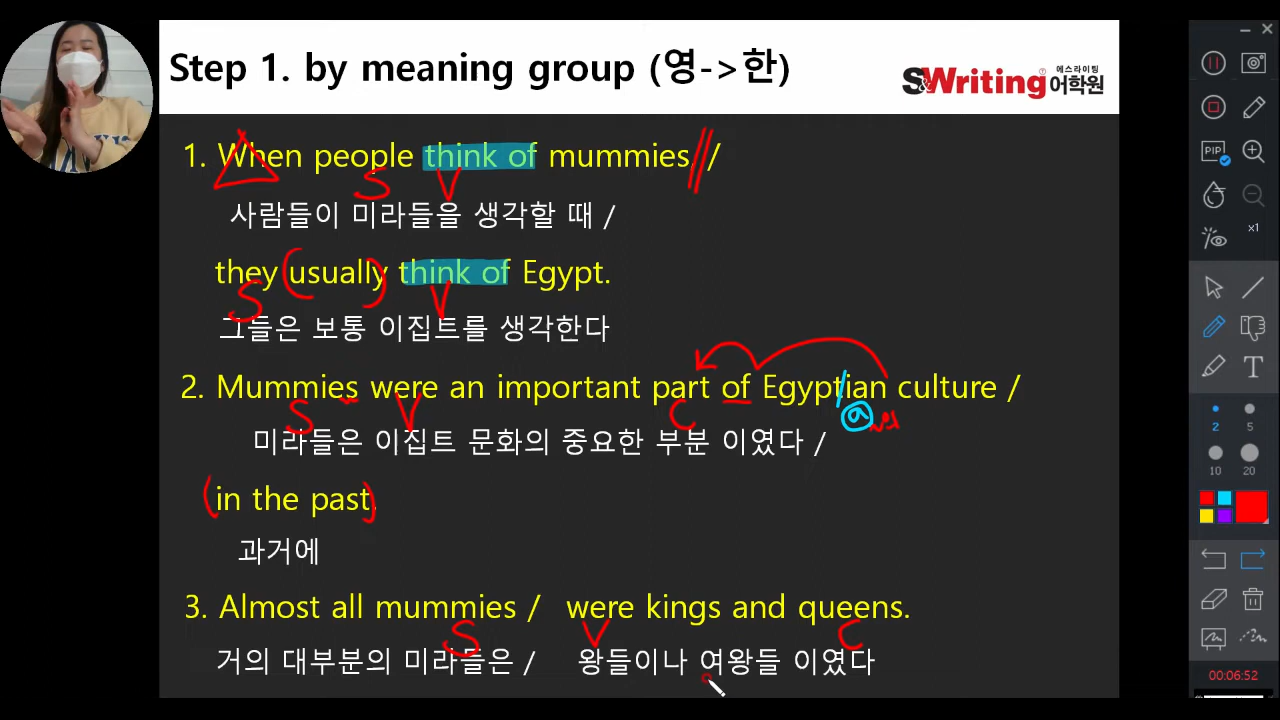 Step 1. by meaning group (영->한)
S&Writing 에스라이팅 어학원
1. When people think of mummies, /
S V
사람들이 미라들을 생각할 때 /
they (usually) think of Egypt.
S V
그들은 보통 이집트를 생각한다
2. Mummies were an important part of Egyptian culture /
S V C ⓐ
미라들은 이집트 문화의 중요한 부분 이였다 /
(in the past).
과거에
3. Almost all mummies / were kings and queens.
S V C
거의 대부분의 미라들은 / 왕들이나 여왕들 이였다
PIP
x1
T
2 5
10 20
00:06:52